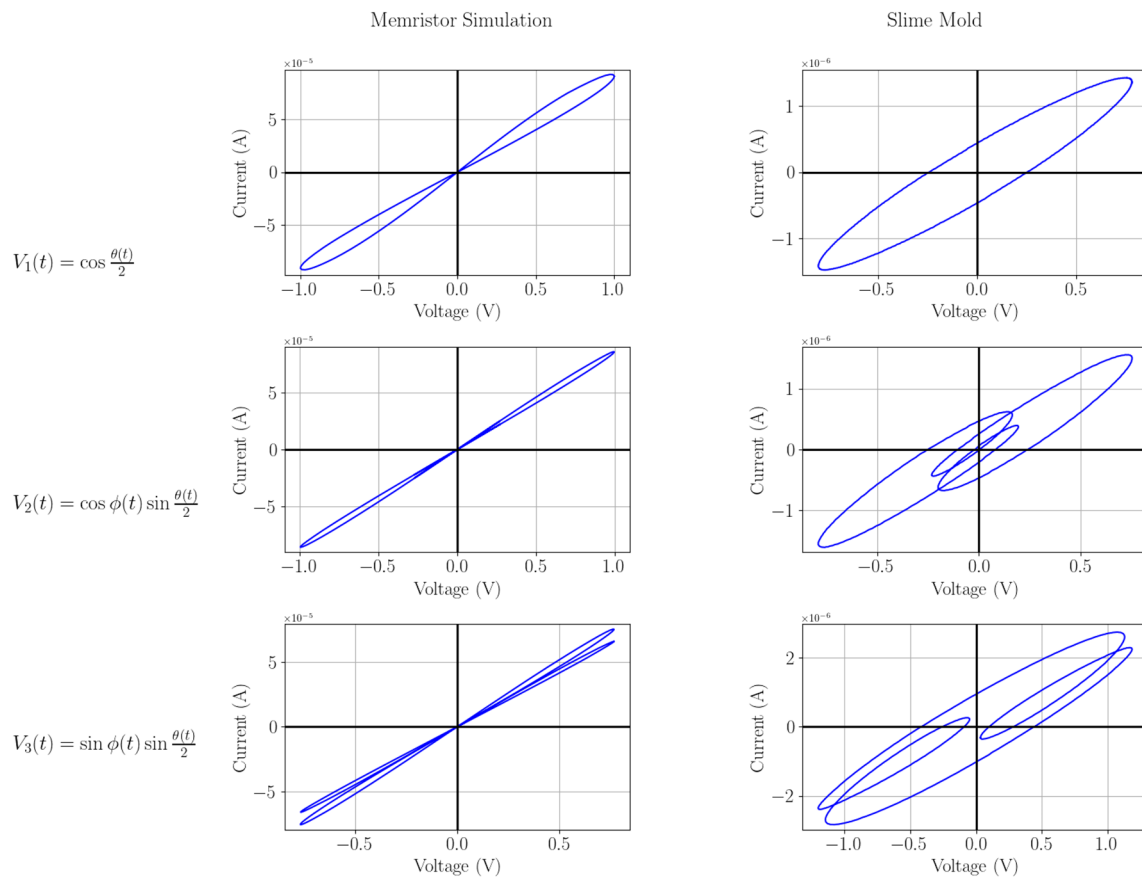 Memristor Simulation
Slime Mold
×10⁻⁵
5
0
−5
Current (A)
−1.0 −0.5 0.0 0.5 1.0
Voltage (V)
×10⁻⁶
1
0
−1
Current (A)
−0.5 0.0 0.5
Voltage (V)
V₁(t) = cos θ(t)/2
×10⁻⁵
5
0
−5
Current (A)
−1.0 −0.5 0.0 0.5 1.0
Voltage (V)
×10⁻⁶
1
0
−1
Current (A)
−0.5 0.0 0.5
Voltage (V)
V₂(t) = cos ϕ(t) sin θ(t)/2
×10⁻⁵
5
0
−5
Current (A)
−0.5 0.0 0.5
Voltage (V)
×10⁻⁶
2
0
−2
Current (A)
−1.0 −0.5 0.0 0.5 1.0
Voltage (V)
V₃(t) = sin ϕ(t) sin θ(t)/2